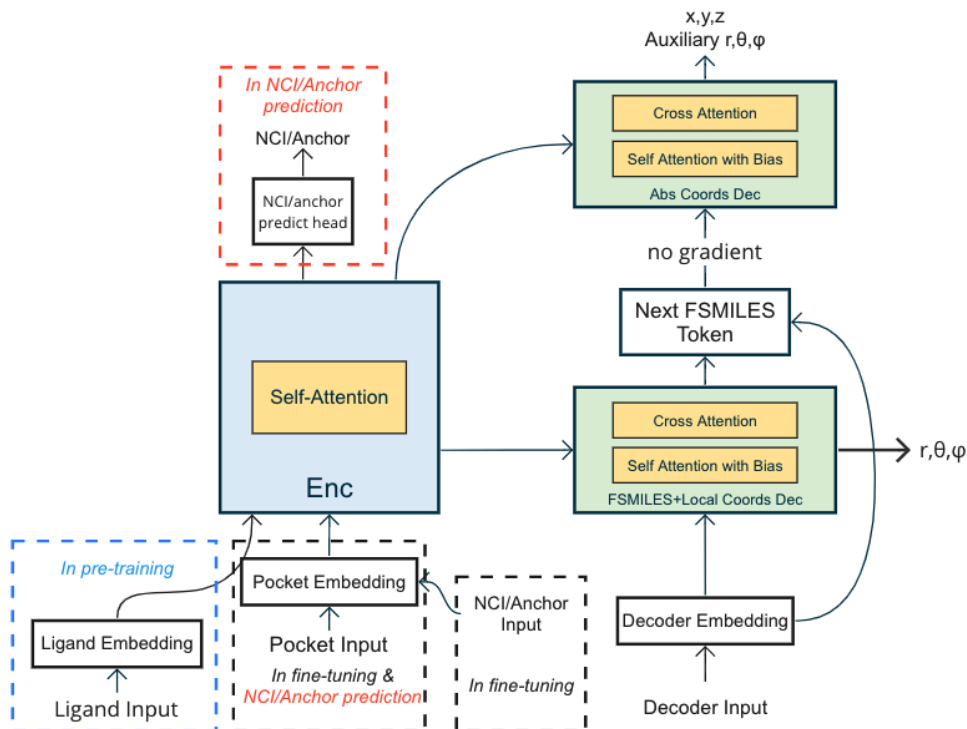 x,y,z
Auxiliary r,θ,φ
Cross Attention
Self Attention with Bias
Abs Coords Dec
In NCI/Anchor
prediction
NCI/Anchor
NCI/anchor
predict head
no gradient
Next FSMILES
Token
Self-Attention
Enc
Cross Attention
Self Attention with Bias
FSMILES+Local Coords Dec
r,θ,φ
In pre-training
Ligand Embedding
Ligand Input
Pocket Embedding
Pocket Input
In fine-tuning &
NCI/Anchor prediction
NCI/Anchor
Input
In fine-tuning
Decoder Embedding
Decoder Input